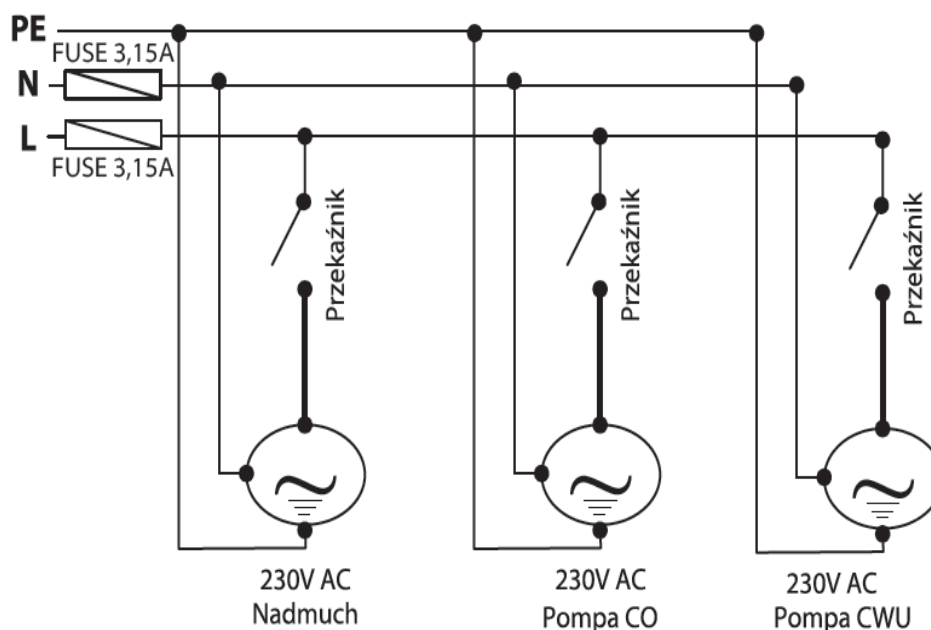 PE
FUSE 3,15A
N
L
FUSE 3,15A
Przekaźnik
Przekaźnik
Przekaźnik
230V AC
Nadmuch
230V AC
Pompa CO
230V AC
Pompa CWU